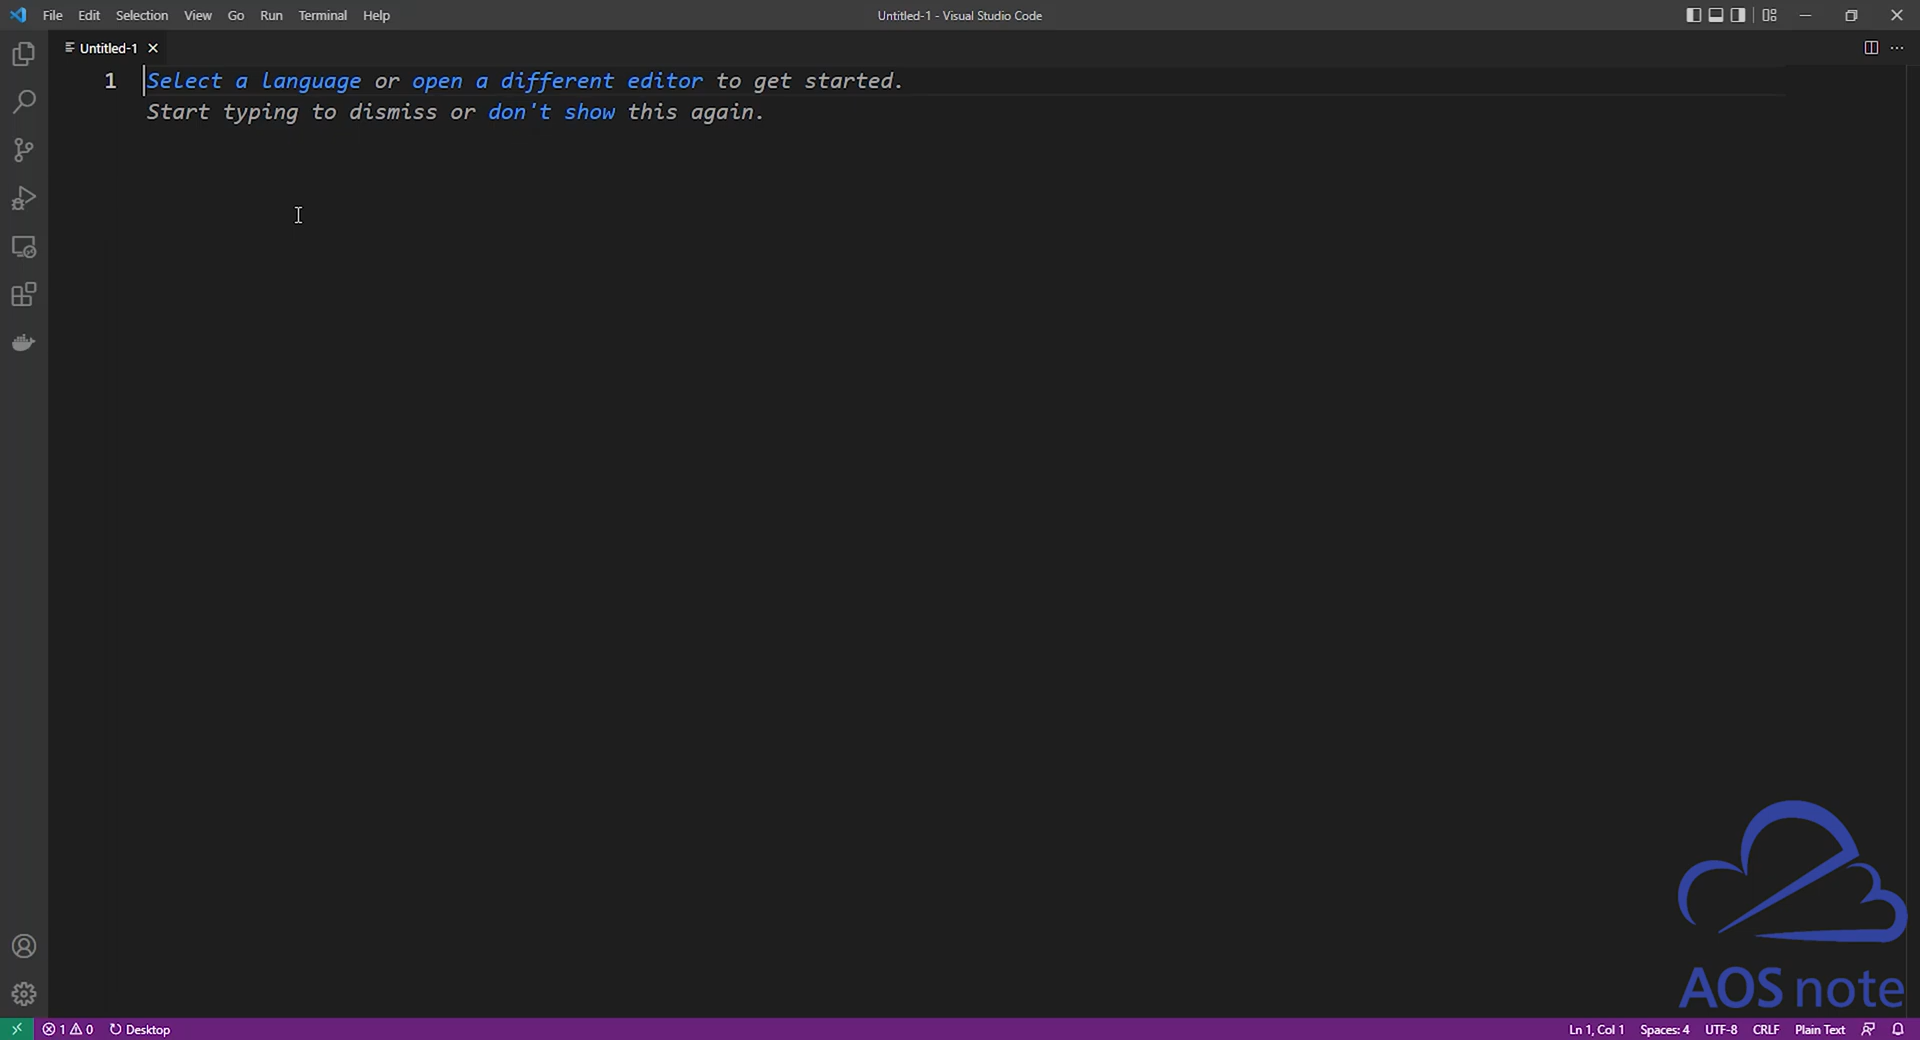 File Edit Selection View Go Run Terminal Help
Untitled-1 - Visual Studio Code
Untitled-1
1 Select a language or open a different editor to get started.
Start typing to dismiss or don't show this again.
AOS note
1 0 Desktop
Ln 1, Col 1 Spaces: 4 UTF-8 CRLF Plain Text